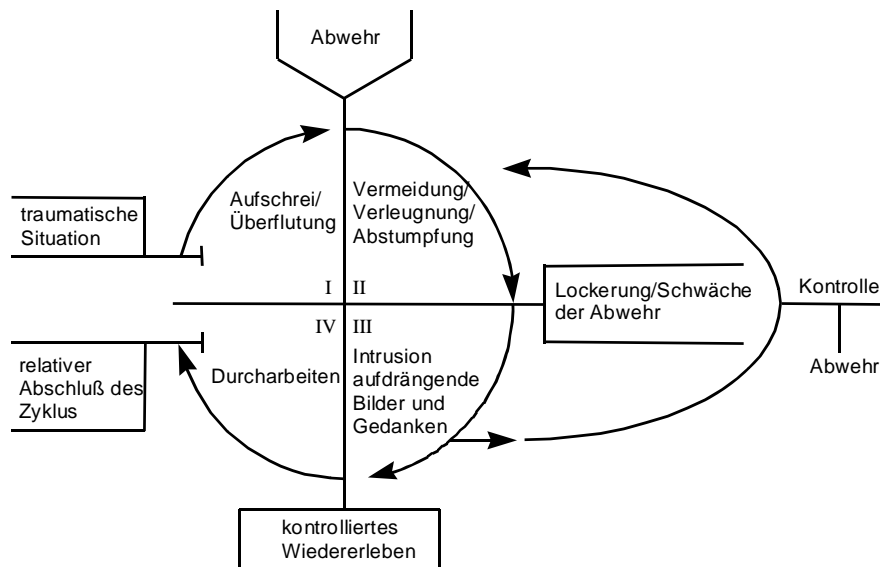 Abwehr
Aufschrei/
Überflutung
Vermeidung/
Verleugnung/
Abstumpfung
traumatische
Situation
I II
Lockerung/Schwäche
der Abwehr
Kontrolle
Abwehr
IV III
relativer
Abschluß des
Zyklus
Durcharbeiten
Intrusion
aufdrängende
Bilder und
Gedanken
kontrolliertes
Wiedererleben